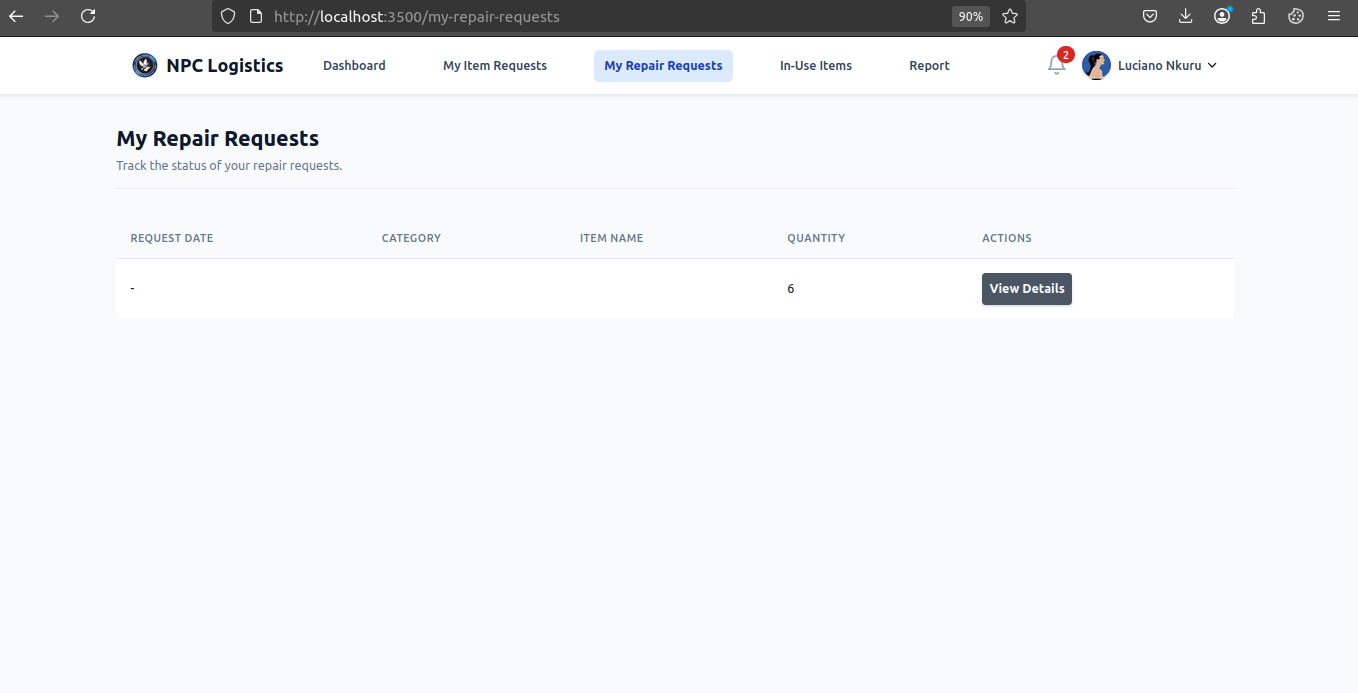 http://localhost:3500/my-repair-requests 90%
NPC Logistics Dashboard My Item Requests My Repair Requests In-Use Items Report 2 Luciano Nkuru
My Repair Requests
Track the status of your repair requests.
REQUEST DATE CATEGORY ITEM NAME QUANTITY ACTIONS
- 6 View Details